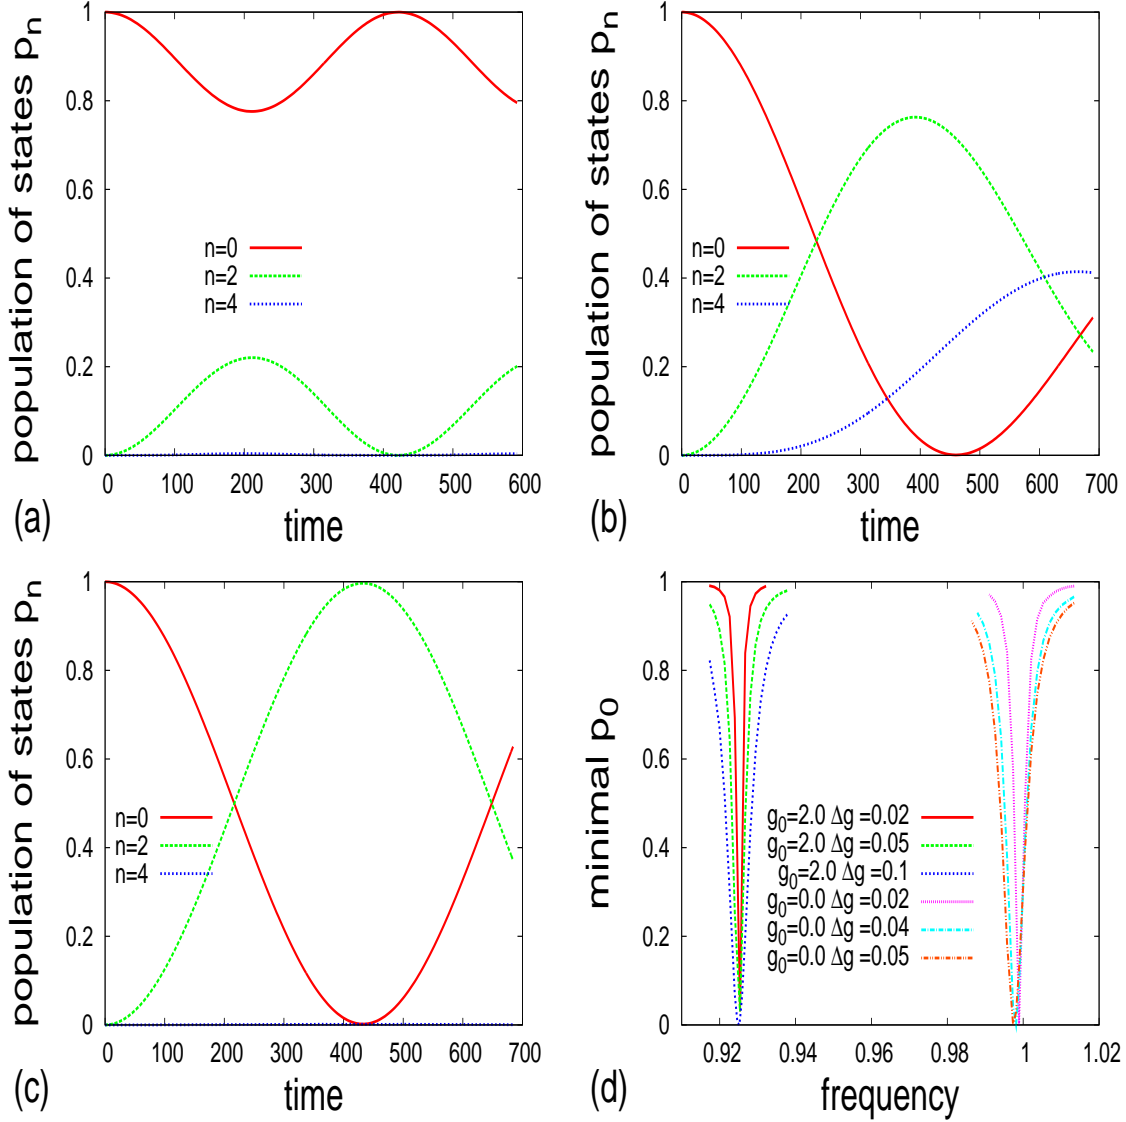 population of states pn
1
0.8
0.6
0.4
0.2
0
n=0
n=2
n=4
0 100 200 300 400 500 600
(a)
time
population of states pn
1
0.8
0.6
0.4
0.2
0
n=0
n=2
n=4
0 100 200 300 400 500 600 700
(b)
time
population of states pn
1
0.8
0.6
0.4
0.2
0
n=0
n=2
n=4
0 100 200 300 400 500 600 700
(c)
time
minimal p0
1
0.8
0.6
0.4
0.2
0
g0=2.0 Δg =0.02
g0=2.0 Δg =0.05
g0=2.0 Δg =0.1
g0=0.0 Δg =0.02
g0=0.0 Δg =0.04
g0=0.0 Δg =0.05
0.92 0.94 0.96 0.98 1 1.02
(d)
frequency